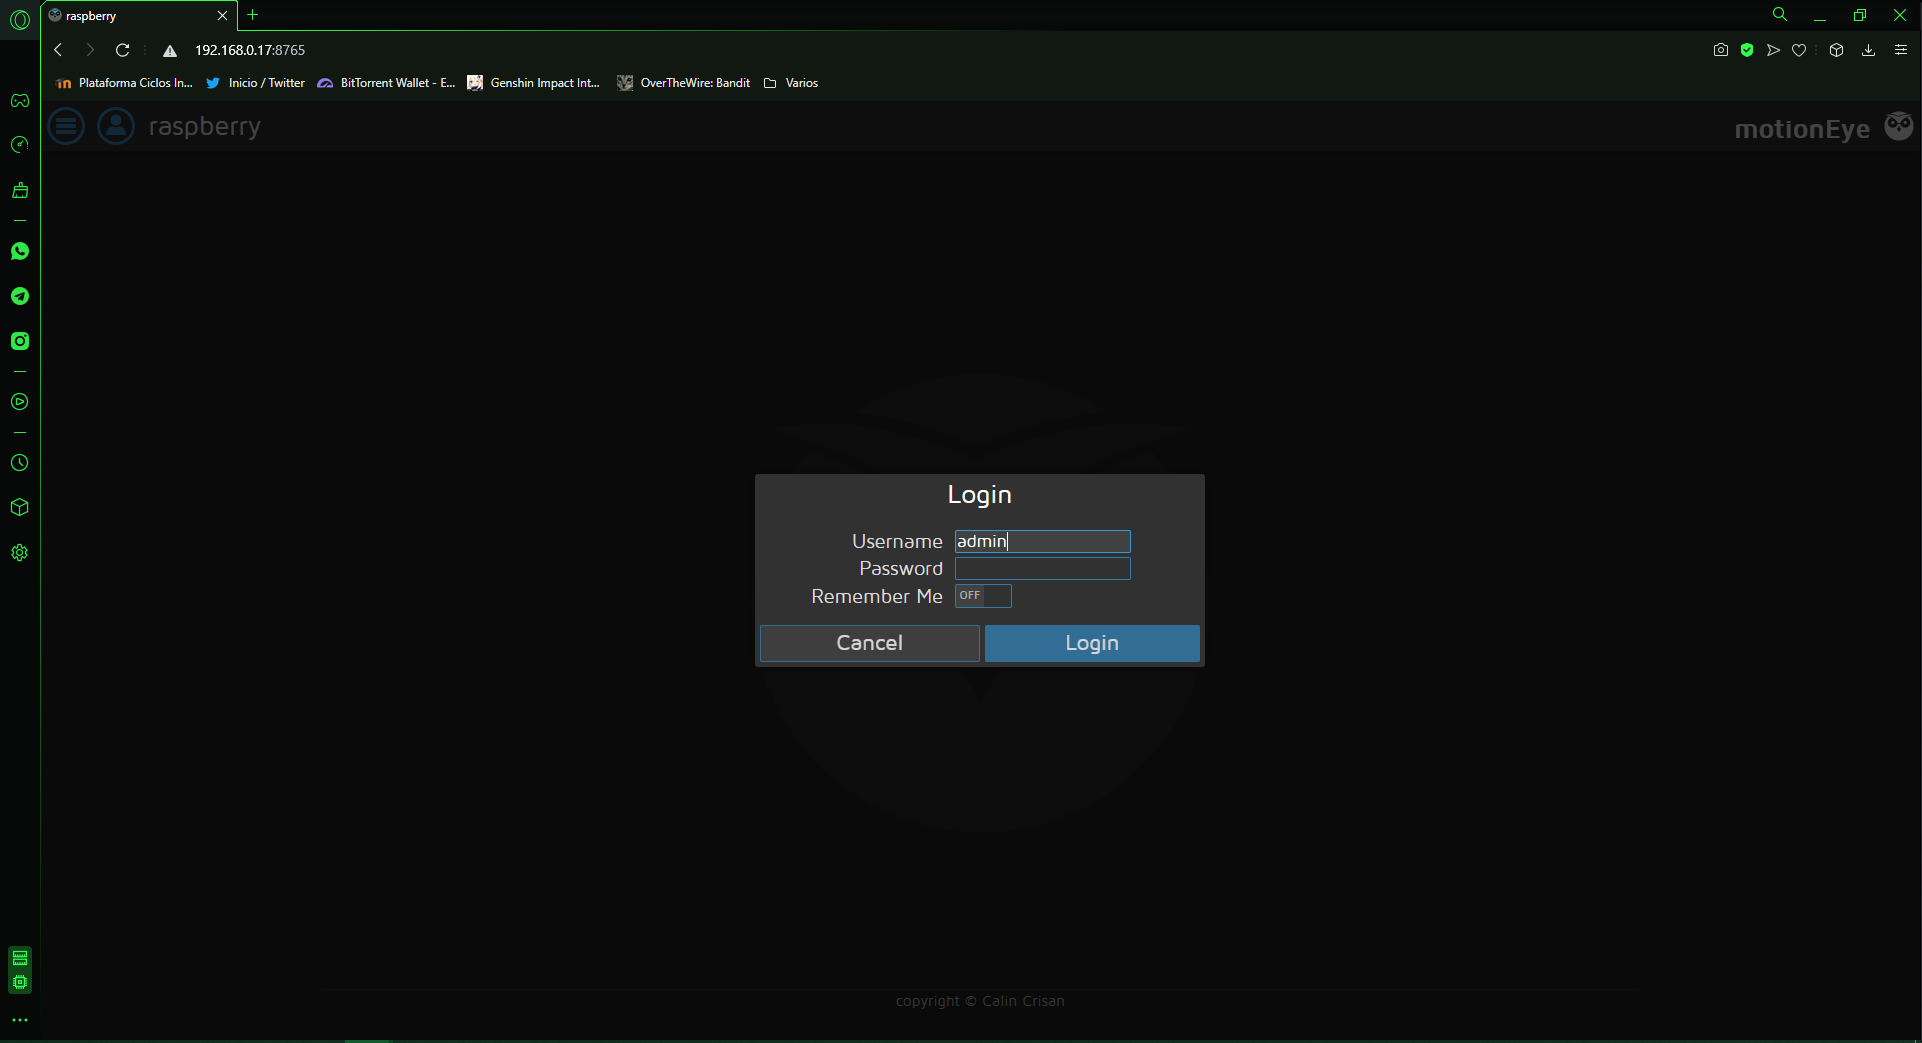 raspberry
192.168.0.17:8765
Plataforma Ciclos In... Inicio / Twitter BitTorrent Wallet - E... Genshin Impact Int... OverTheWire: Bandit Varios
raspberry motionEye
Login
Username admin
Password
Remember Me OFF
Cancel Login
copyright © Calin Crisan